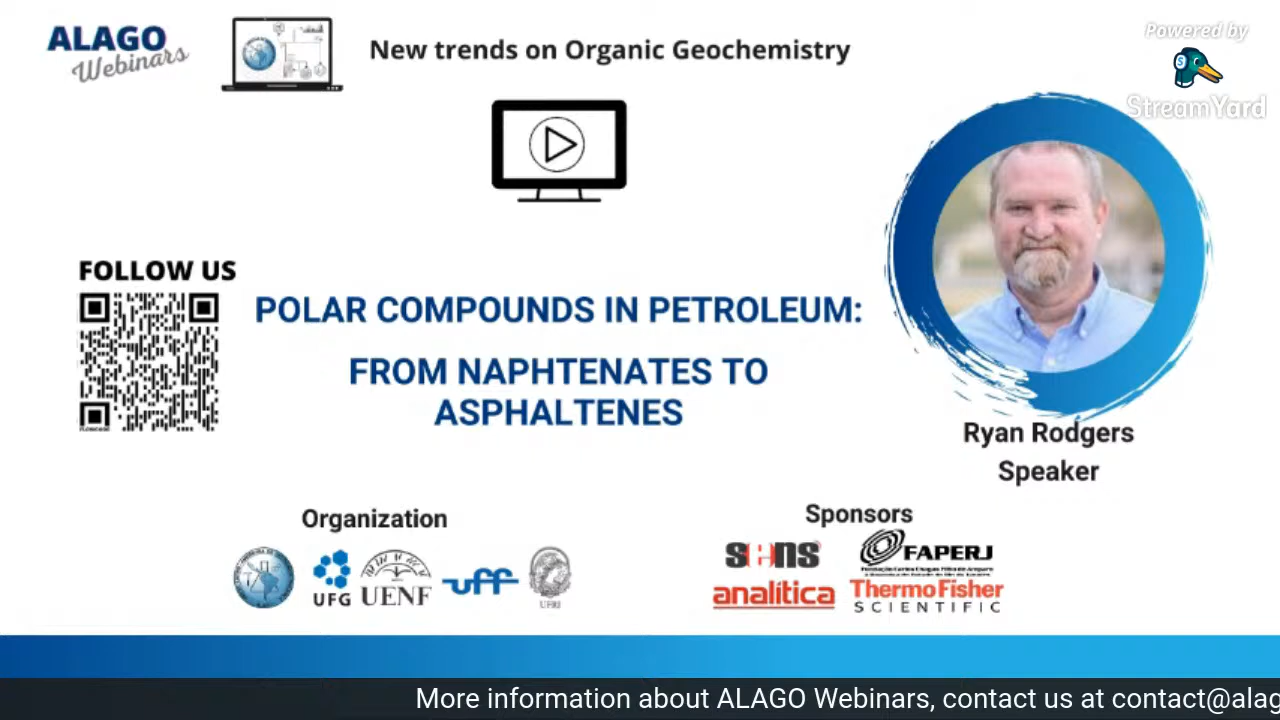 ALAGO
Webinars
New trends on Organic Geochemistry
Powered by
StreamYard
FOLLOW US
POLAR COMPOUNDS IN PETROLEUM:
FROM NAPHTENATES TO
ASPHALTENES
Ryan Rodgers
Speaker
Organization
UFG
UENF
uff
UFRJ
Sponsors
sens
FAPERJ
analítica
ThermoFisher
SCIENTIFIC
More information about ALAGO Webinars, contact us at contact@alag